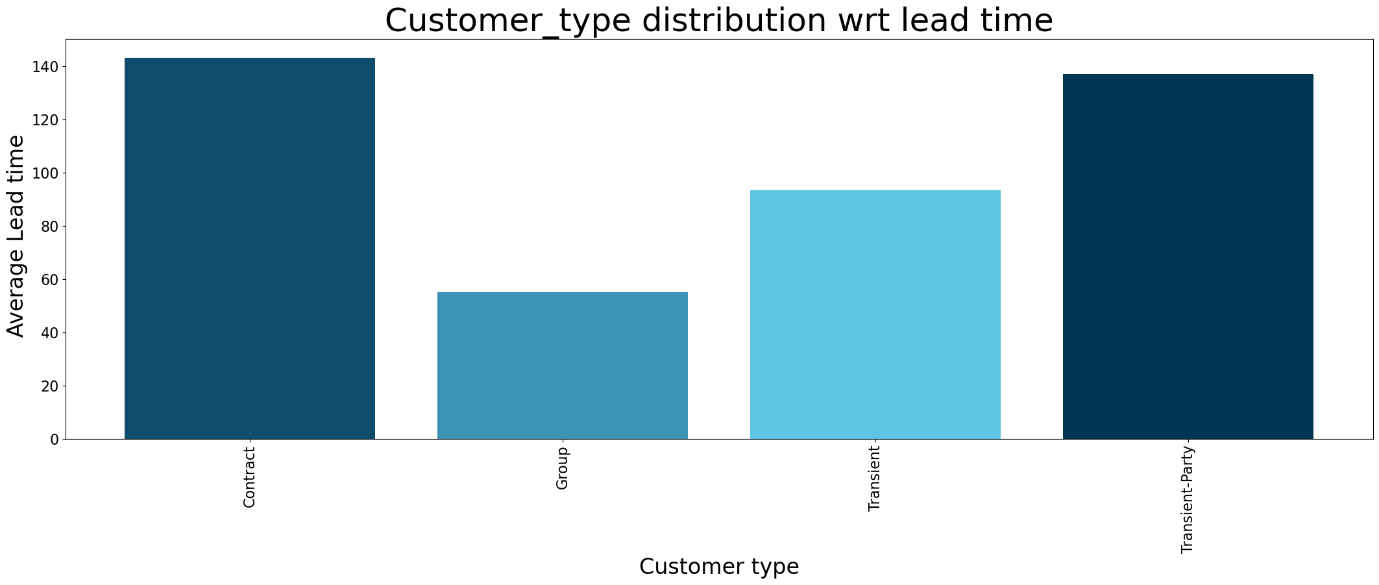 Customer_type distribution wrt lead time
Average Lead time
140
120
100
80
60
40
20
0
Contract
Group
Transient
Transient-Party
Customer type